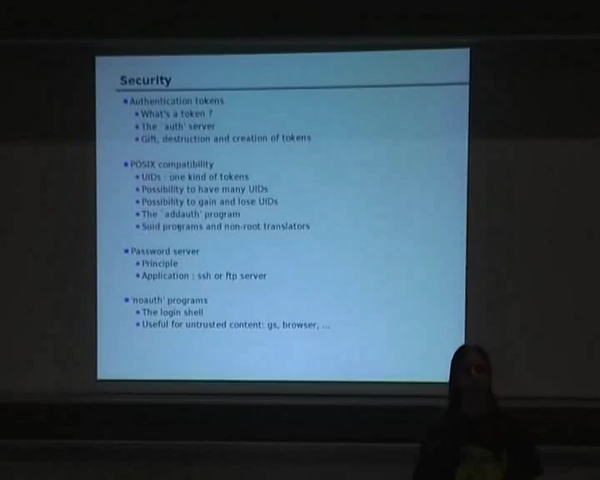 Security
Authentication tokens
What's a token ?
The `auth' server
Gift, destruction and creation of tokens
POSIX compatibility
UIDs : one kind of tokens
Possibility to have many UIDs
Possibility to gain and lose UIDs
The `addauth' program
Suid programs and non-root translators
Password server
Principle
Application : ssh or ftp server
`noauth' programs
The login shell
Useful for untrusted content: gs, browser, ...